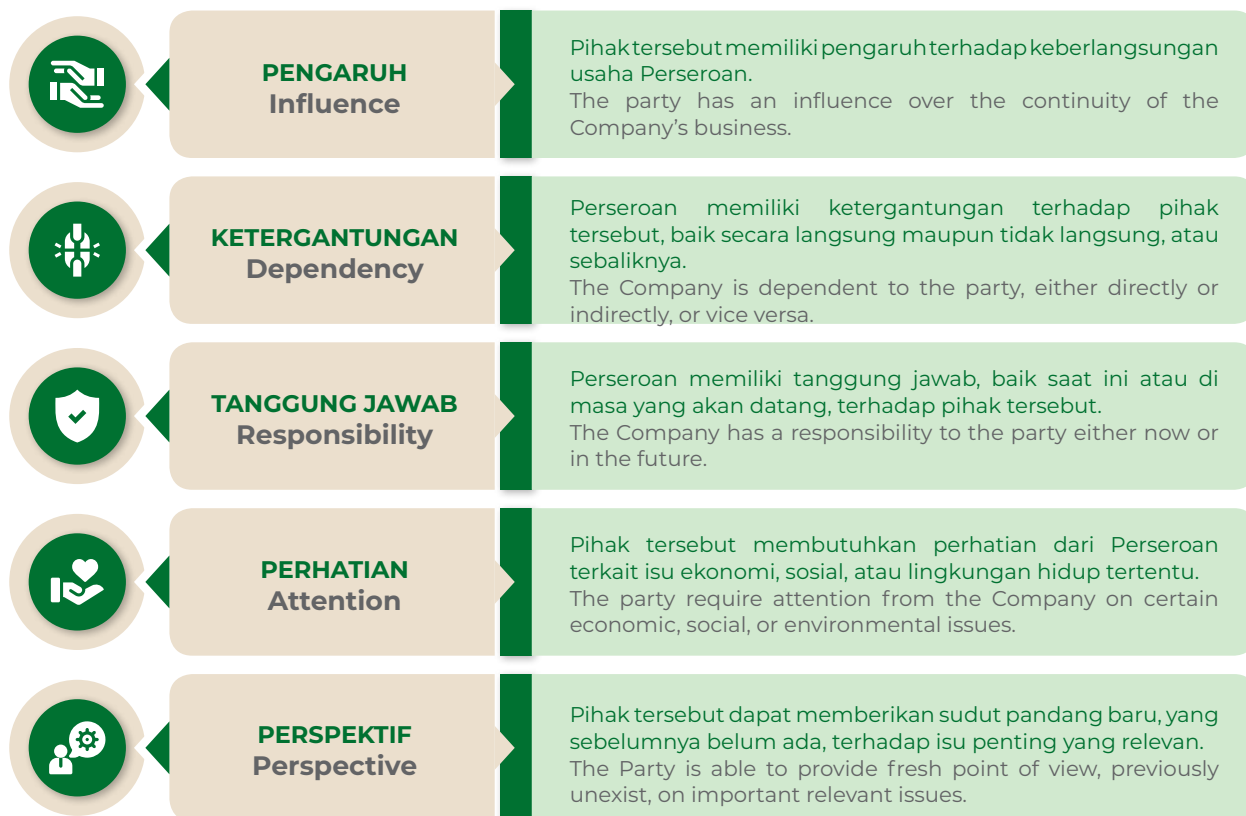 PENGARUH
Influence
Pihak tersebut memiliki pengaruh terhadap keberlangsungan
usaha Perseroan.
The party has an influence over the continuity of the
Company's business.
KETERGANTUNGAN
Dependency
Perseroan memiliki ketergantungan terhadap pihak
tersebut, baik secara langsung maupun tidak langsung, atau
sebaliknya.
The Company is dependent to the party, either directly or
indirectly, or vice versa.
TANGGUNG JAWAB
Responsibility
Perseroan memiliki tanggung jawab, baik saat ini atau di
masa yang akan datang, terhadap pihak tersebut.
The Company has a responsibility to the party either now or
in the future.
PERHATIAN
Attention
Pihak tersebut membutuhkan perhatian dari Perseroan
terkait isu ekonomi, sosial, atau lingkungan hidup tertentu.
The party require attention from the Company on certain
economic, social, or environmental issues.
PERSPEKTIF
Perspective
Pihak tersebut dapat memberikan sudut pandang baru, yang
sebelumnya belum ada, terhadap isu penting yang relevan.
The Party is able to provide fresh point of view, previously
unexist, on important relevant issues.